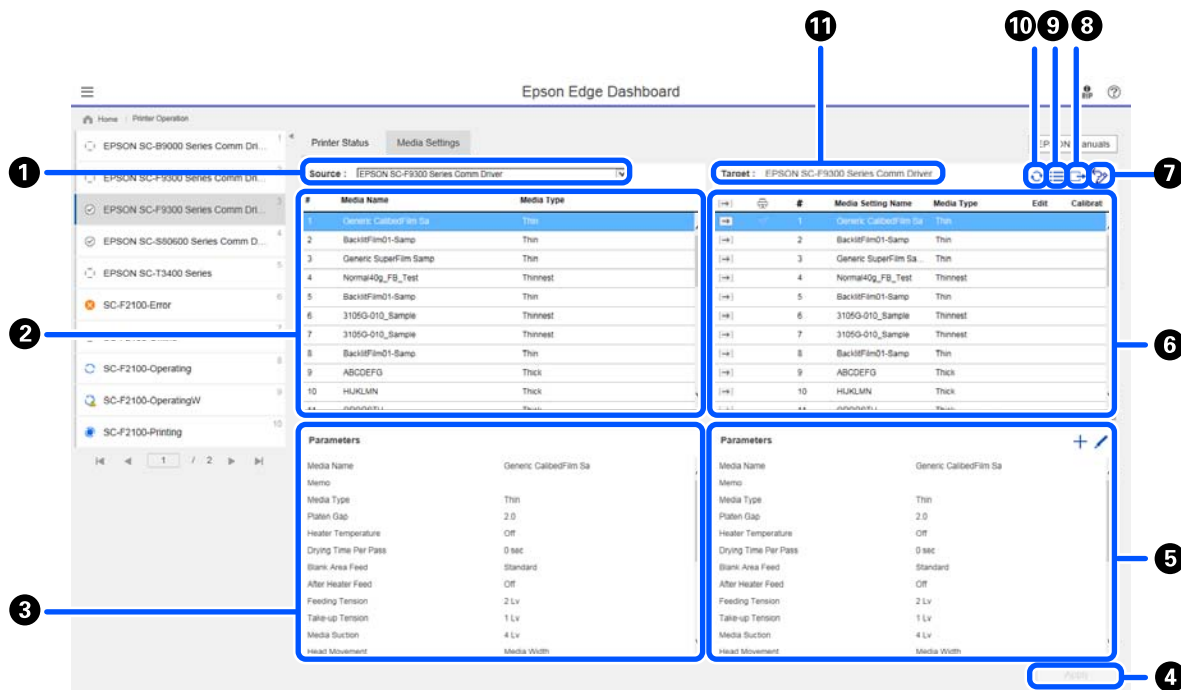 11 10 9 8
Epson Edge Dashboard
RIP ?
Home | Printer Operation
EPSON SC-B9000 Series Comm Dri... 1
Printer Status Media Settings
EPSON SC-F9300 Series Comm Dri...
EPSON SC-F9300 Series Comm Dri... 3
EPSON SC-S80600 Series Comm D... 4
EPSON SC-T3400 Series 5
SC-F2100-Error 6
7
SC-F2100-Operating 8
SC-F2100-OperatingW 9
SC-F2100-Printing 10
1 / 2
1
Source : EPSON SC-F9300 Series Comm Driver
Target : EPSON SC-F9300 Series Comm Driver
7
# Media Name Media Type
1 Generic CalibedFilm Sa Thin
2 BacklitFilm01-Samp Thin
3 Generic SuperFilm Samp Thin
4 Normal40g_FB_Test Thinnest
5 BacklitFilm01-Samp Thin
6 3105G-010_Sample Thinnest
7 3105G-010_Sample Thinnest
8 BacklitFilm01-Samp Thin
9 ABCDEFG Thick
10 HIJKLMN Thick
2
# Media Setting Name Media Type Edit Calibrat
1 Generic CalibedFilm Sa Thin
2 BacklitFilm01-Samp Thin
3 Generic SuperFilm Sa... Thin
4 Normal40g_FB_Test Thinnest
5 BacklitFilm01-Samp Thin
6 3105G-010_Sample Thinnest
7 3105G-010_Sample Thinnest
8 BacklitFilm01-Samp Thin
9 ABCDEFG Thick
10 HIJKLMN Thick
6
Parameters
Media Name Generic CalibedFilm Sa
Memo
Media Type Thin
Platen Gap 2.0
Heater Temperature Off
Drying Time Per Pass 0 sec
Blank Area Feed Standard
After Heater Feed Off
Feeding Tension 2 Lv
Take-up Tension 1 Lv
Media Suction 4 Lv
Head Movement Media Width
3
Parameters
Media Name Generic CalibedFilm Sa
Memo
Media Type Thin
Platen Gap 2.0
Heater Temperature Off
Drying Time Per Pass 0 sec
Blank Area Feed Standard
After Heater Feed Off
Feeding Tension 2 Lv
Take-up Tension 1 Lv
Media Suction 4 Lv
Head Movement Media Width
5
Apply
4